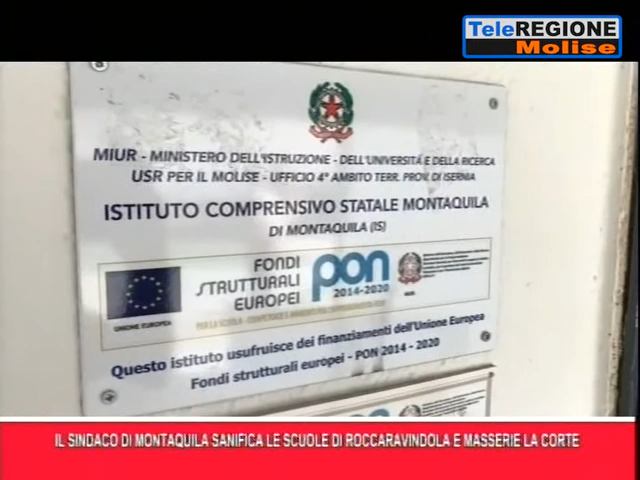 TeleREGIONE
Molise
MIUR - MINISTERO DELL'ISTRUZIONE - DELL'UNIVERSITÀ E DELLA RICERCA
USR PER IL MOLISE - UFFICIO 4° AMBITO TERR. PROV. DI ISERNIA
ISTITUTO COMPRENSIVO STATALE MONTAQUILA
DI MONTAQUILA (IS)
FONDI
STRUTTURALI
EUROPEI
pon
2014-2020
UNIONE EUROPEA
MIUR
Questo istituto usufruisce dei finanziamenti dell'Unione Europea
Fondi strutturali europei - PON 2014 - 2020
IL SINDACO DI MONTAQUILA SANIFICA LE SCUOLE DI ROCCARAVINDOLA E MASSERIE LA CORTE